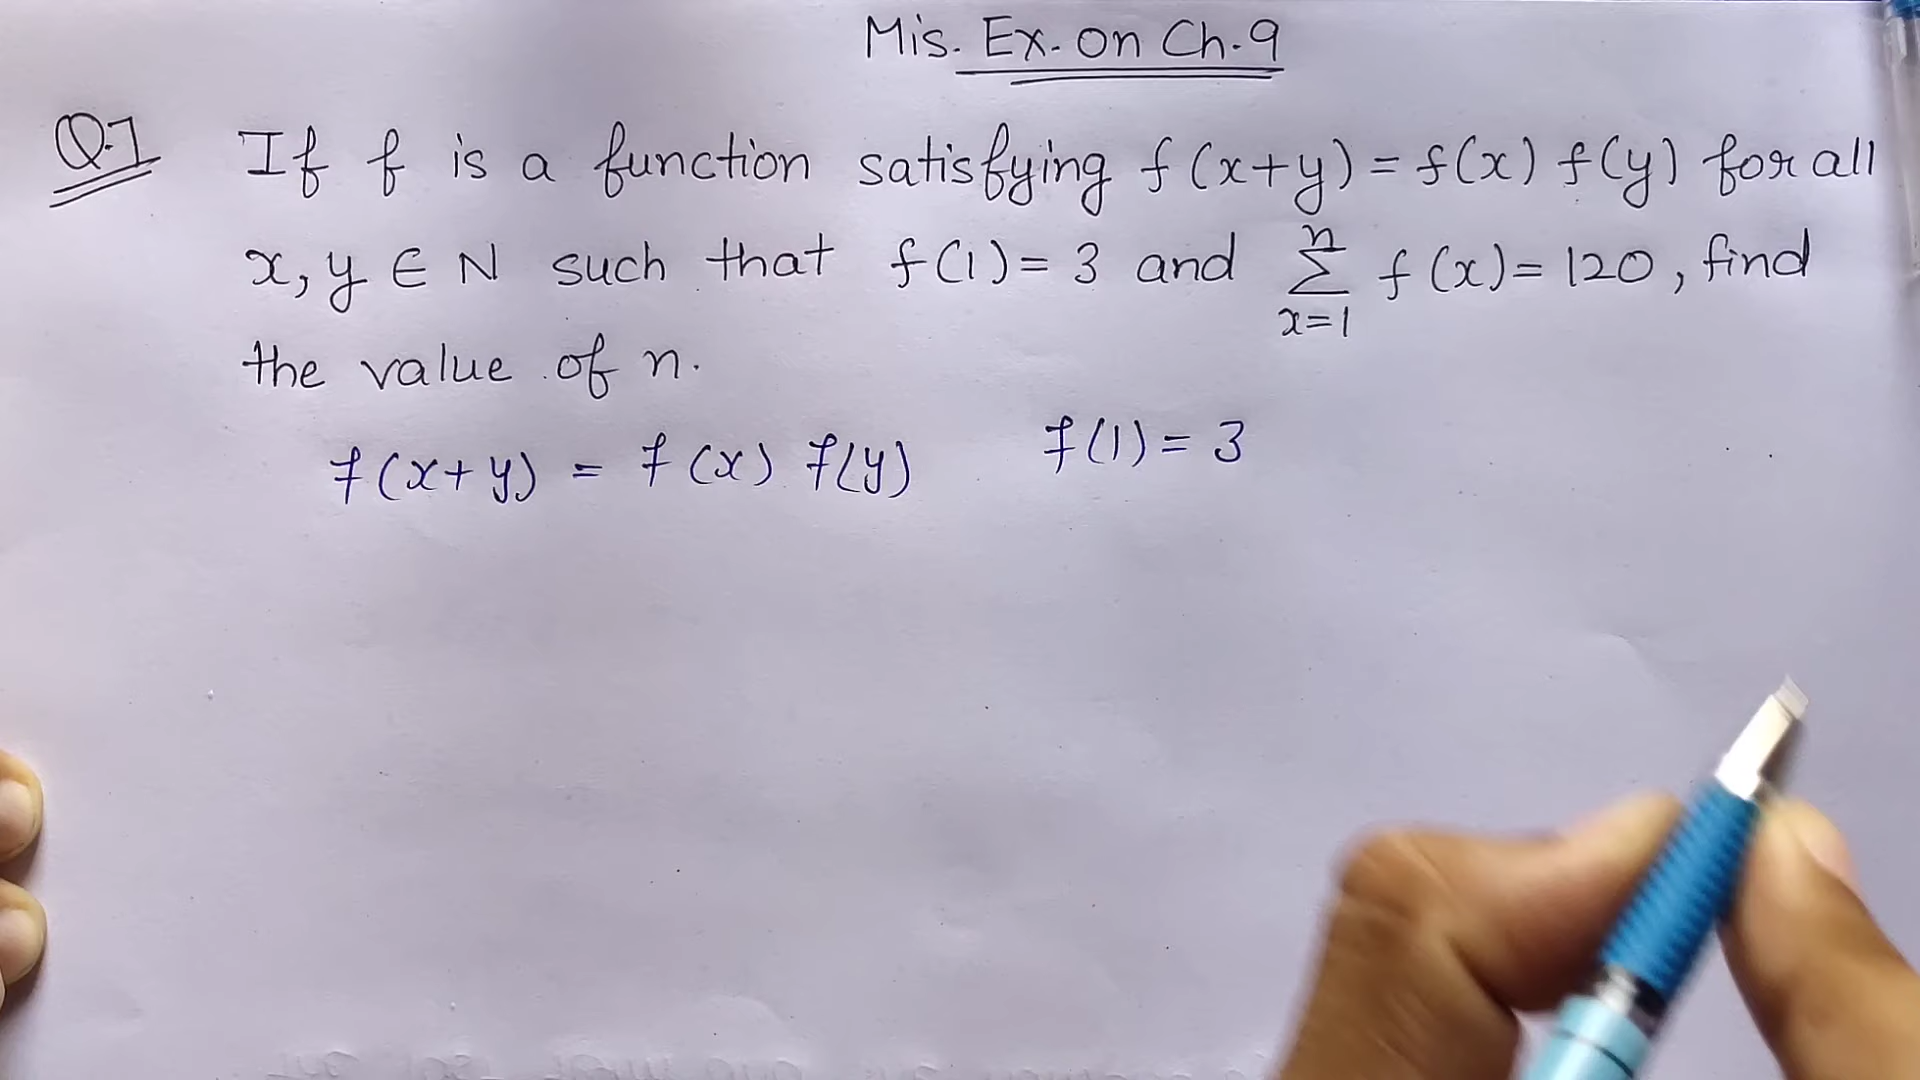 Mis. Ex. on Ch.9
Q.1 If f is a function satisfying f(x+y) = f(x) f(y) for all
x, y ∈ N such that f(1) = 3 and \sum_{x=1}^{n} f(x) = 120, find
the value of n.
f(x+y) = f(x) f(y) f(1) = 3